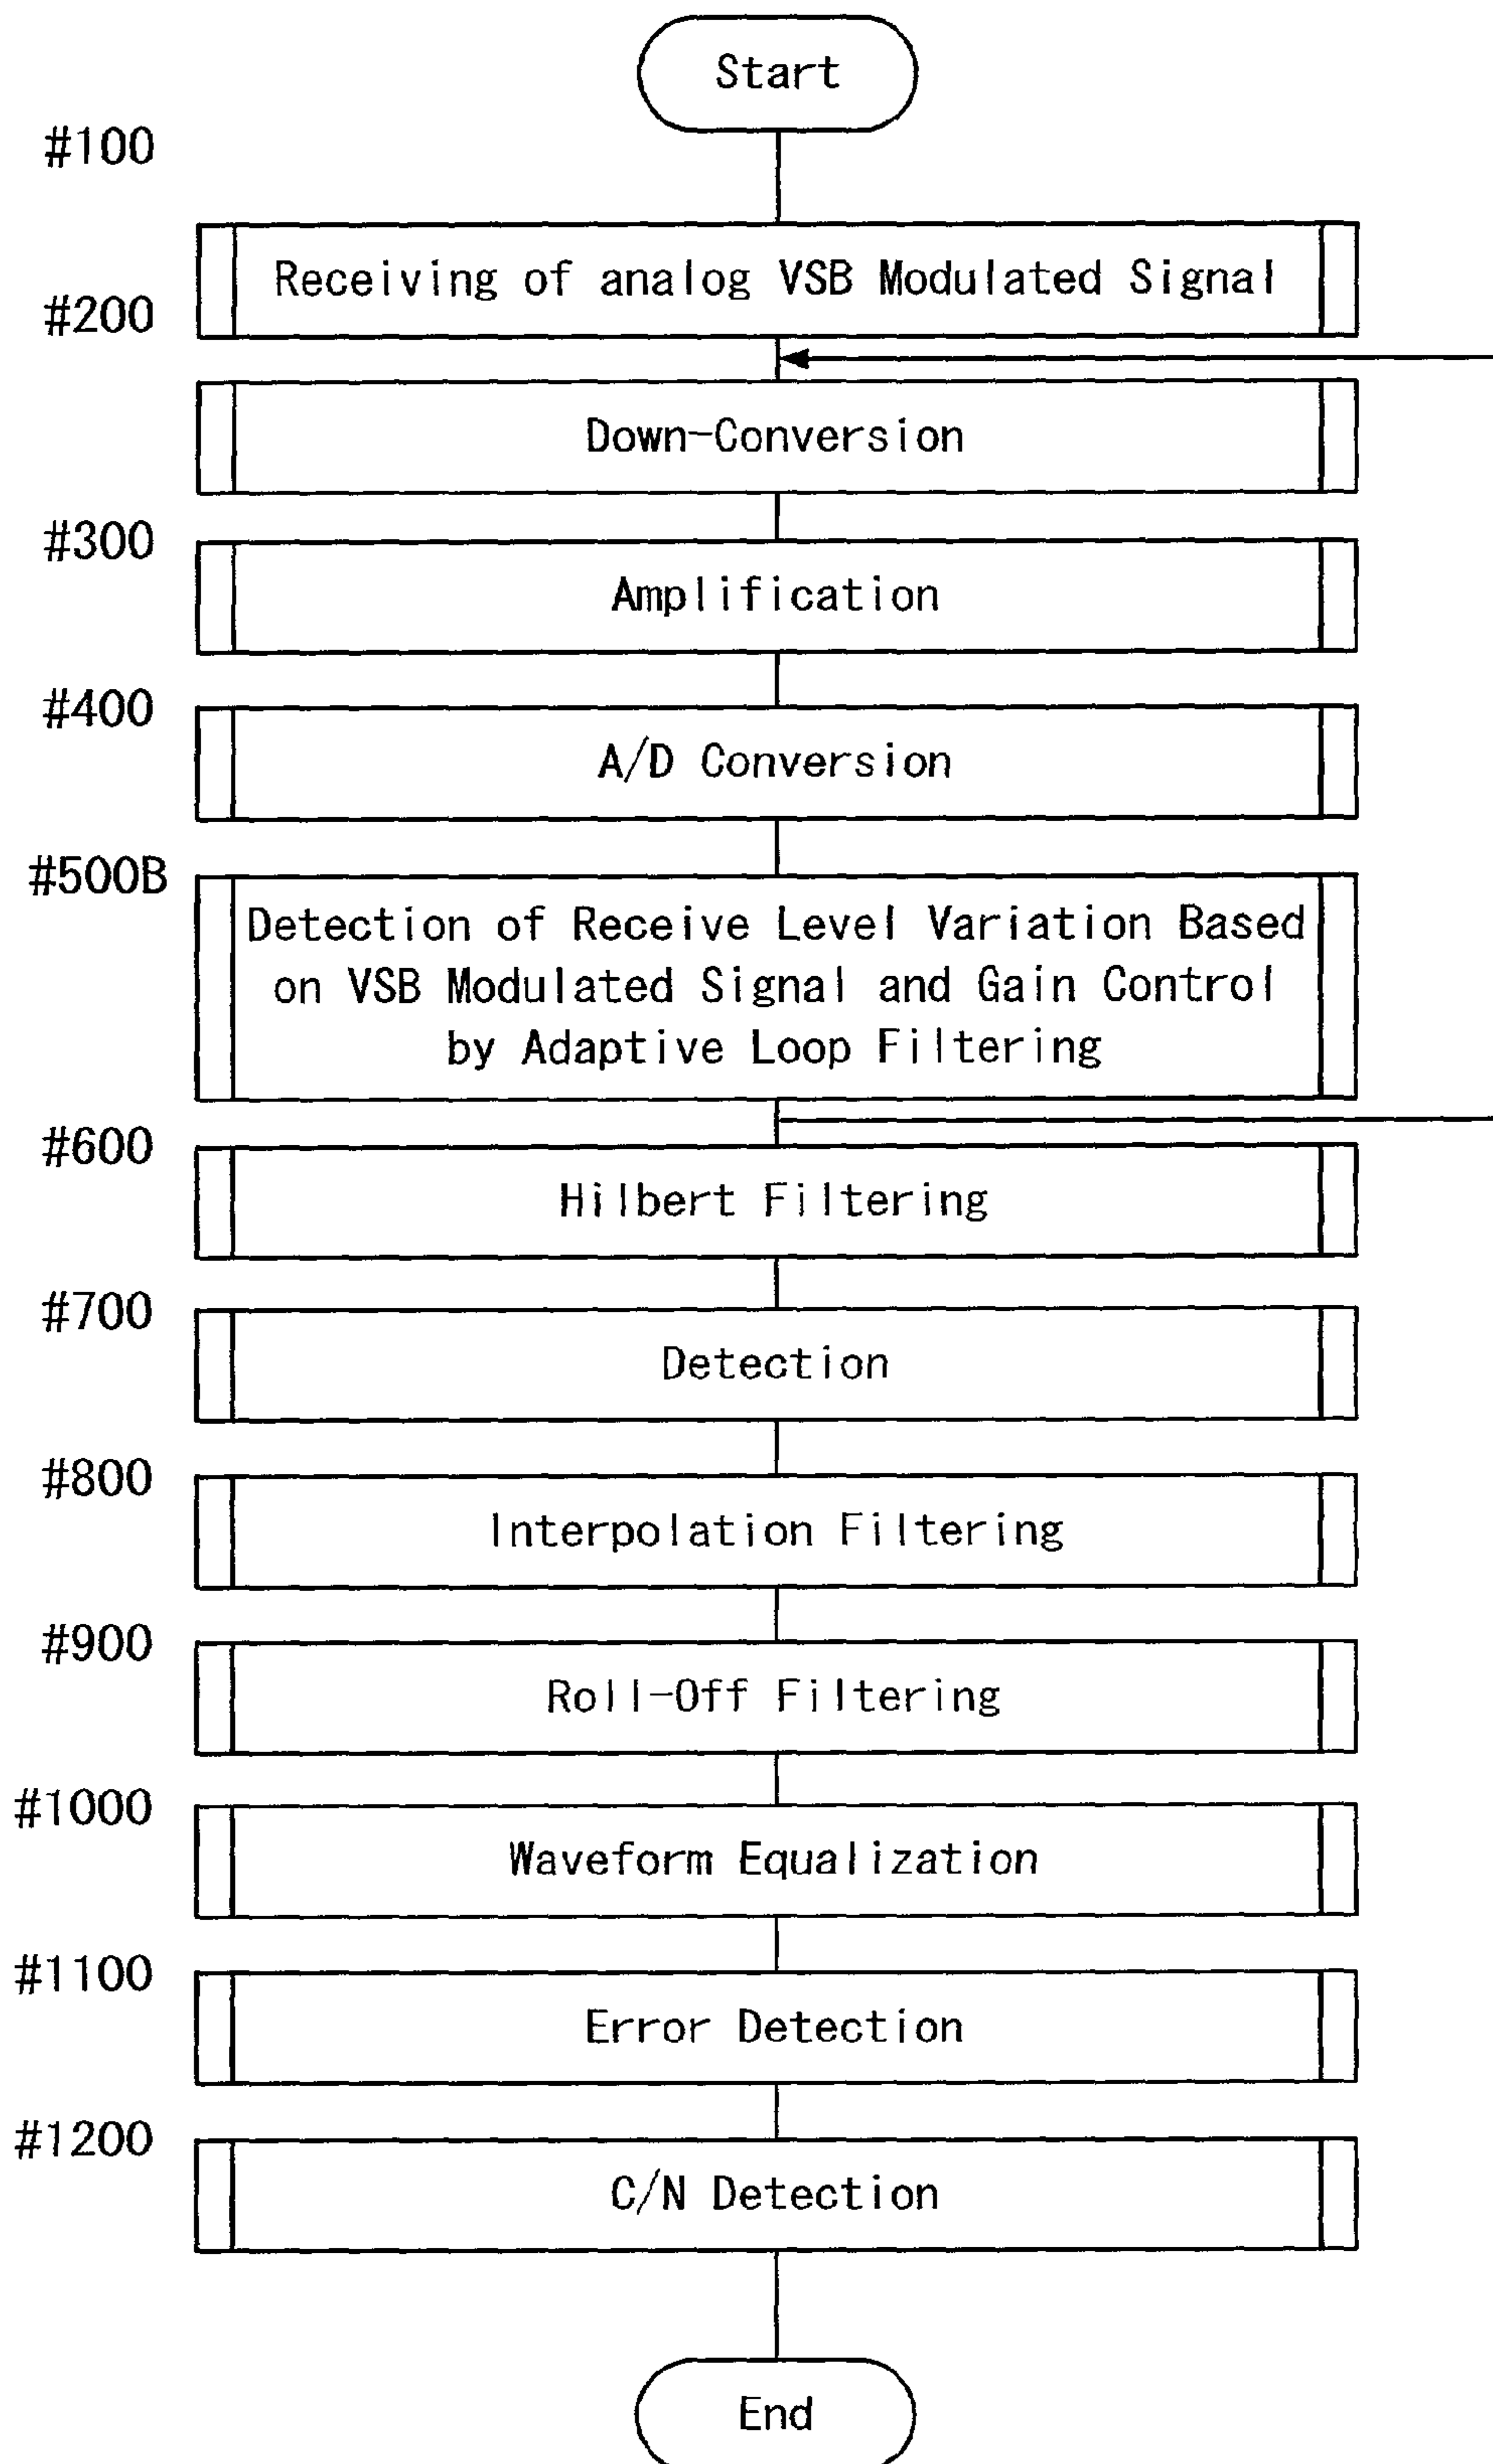 Start
#100
Receiving of analog VSB Modulated Signal
#200
Down-Conversion
#300
Amplification
#400
A/D Conversion
#500B
Detection of Receive Level Variation Based
on VSB Modulated Signal and Gain Control
by Adaptive Loop Filtering
#600
Hilbert Filtering
#700
Detection
#800
Interpolation Filtering
#900
Roll-Off Filtering
#1000
Waveform Equalization
#1100
Error Detection
#1200
C/N Detection
End